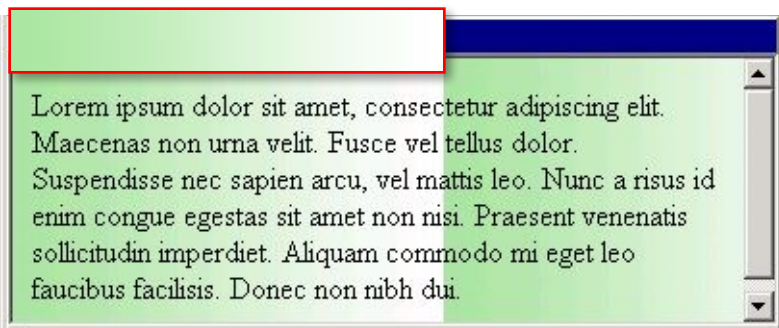 Lorem ipsum dolor sit amet, consectetur adipiscing elit.
Maecenas non urna velit. Fusce vel tellus dolor.
Suspendisse nec sapien arcu, vel mattis leo. Nunc a risus id
enim congue egestas sit amet non nisi. Praesent venenatis
sollicitudin imperdiet. Aliquam commodo mi eget leo
faucibus facilisis. Donec non nibh dui.